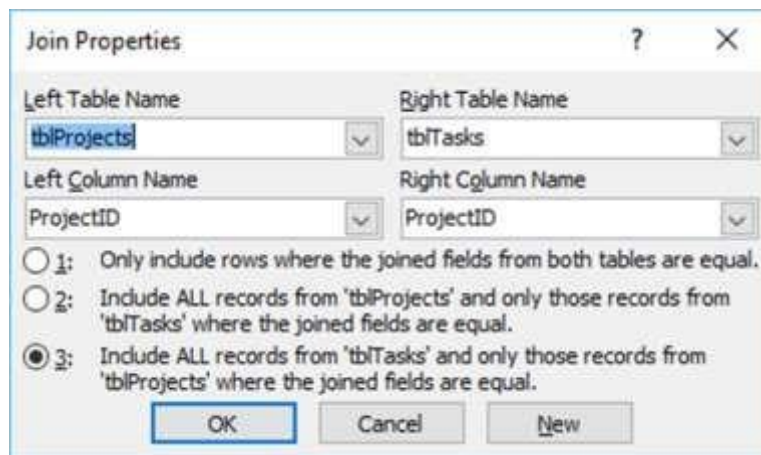 Join Properties ?
Left Table Name Right Table Name
tblProjects tblTasks
Left Column Name Right Column Name
ProjectID ProjectID
1: Only include rows where the joined fields from both tables are equal.
2: Include ALL records from 'tblProjects' and only those records from
'tblTasks' where the joined fields are equal.
3: Include ALL records from 'tblTasks' and only those records from
'tblProjects' where the joined fields are equal.
OK Cancel New